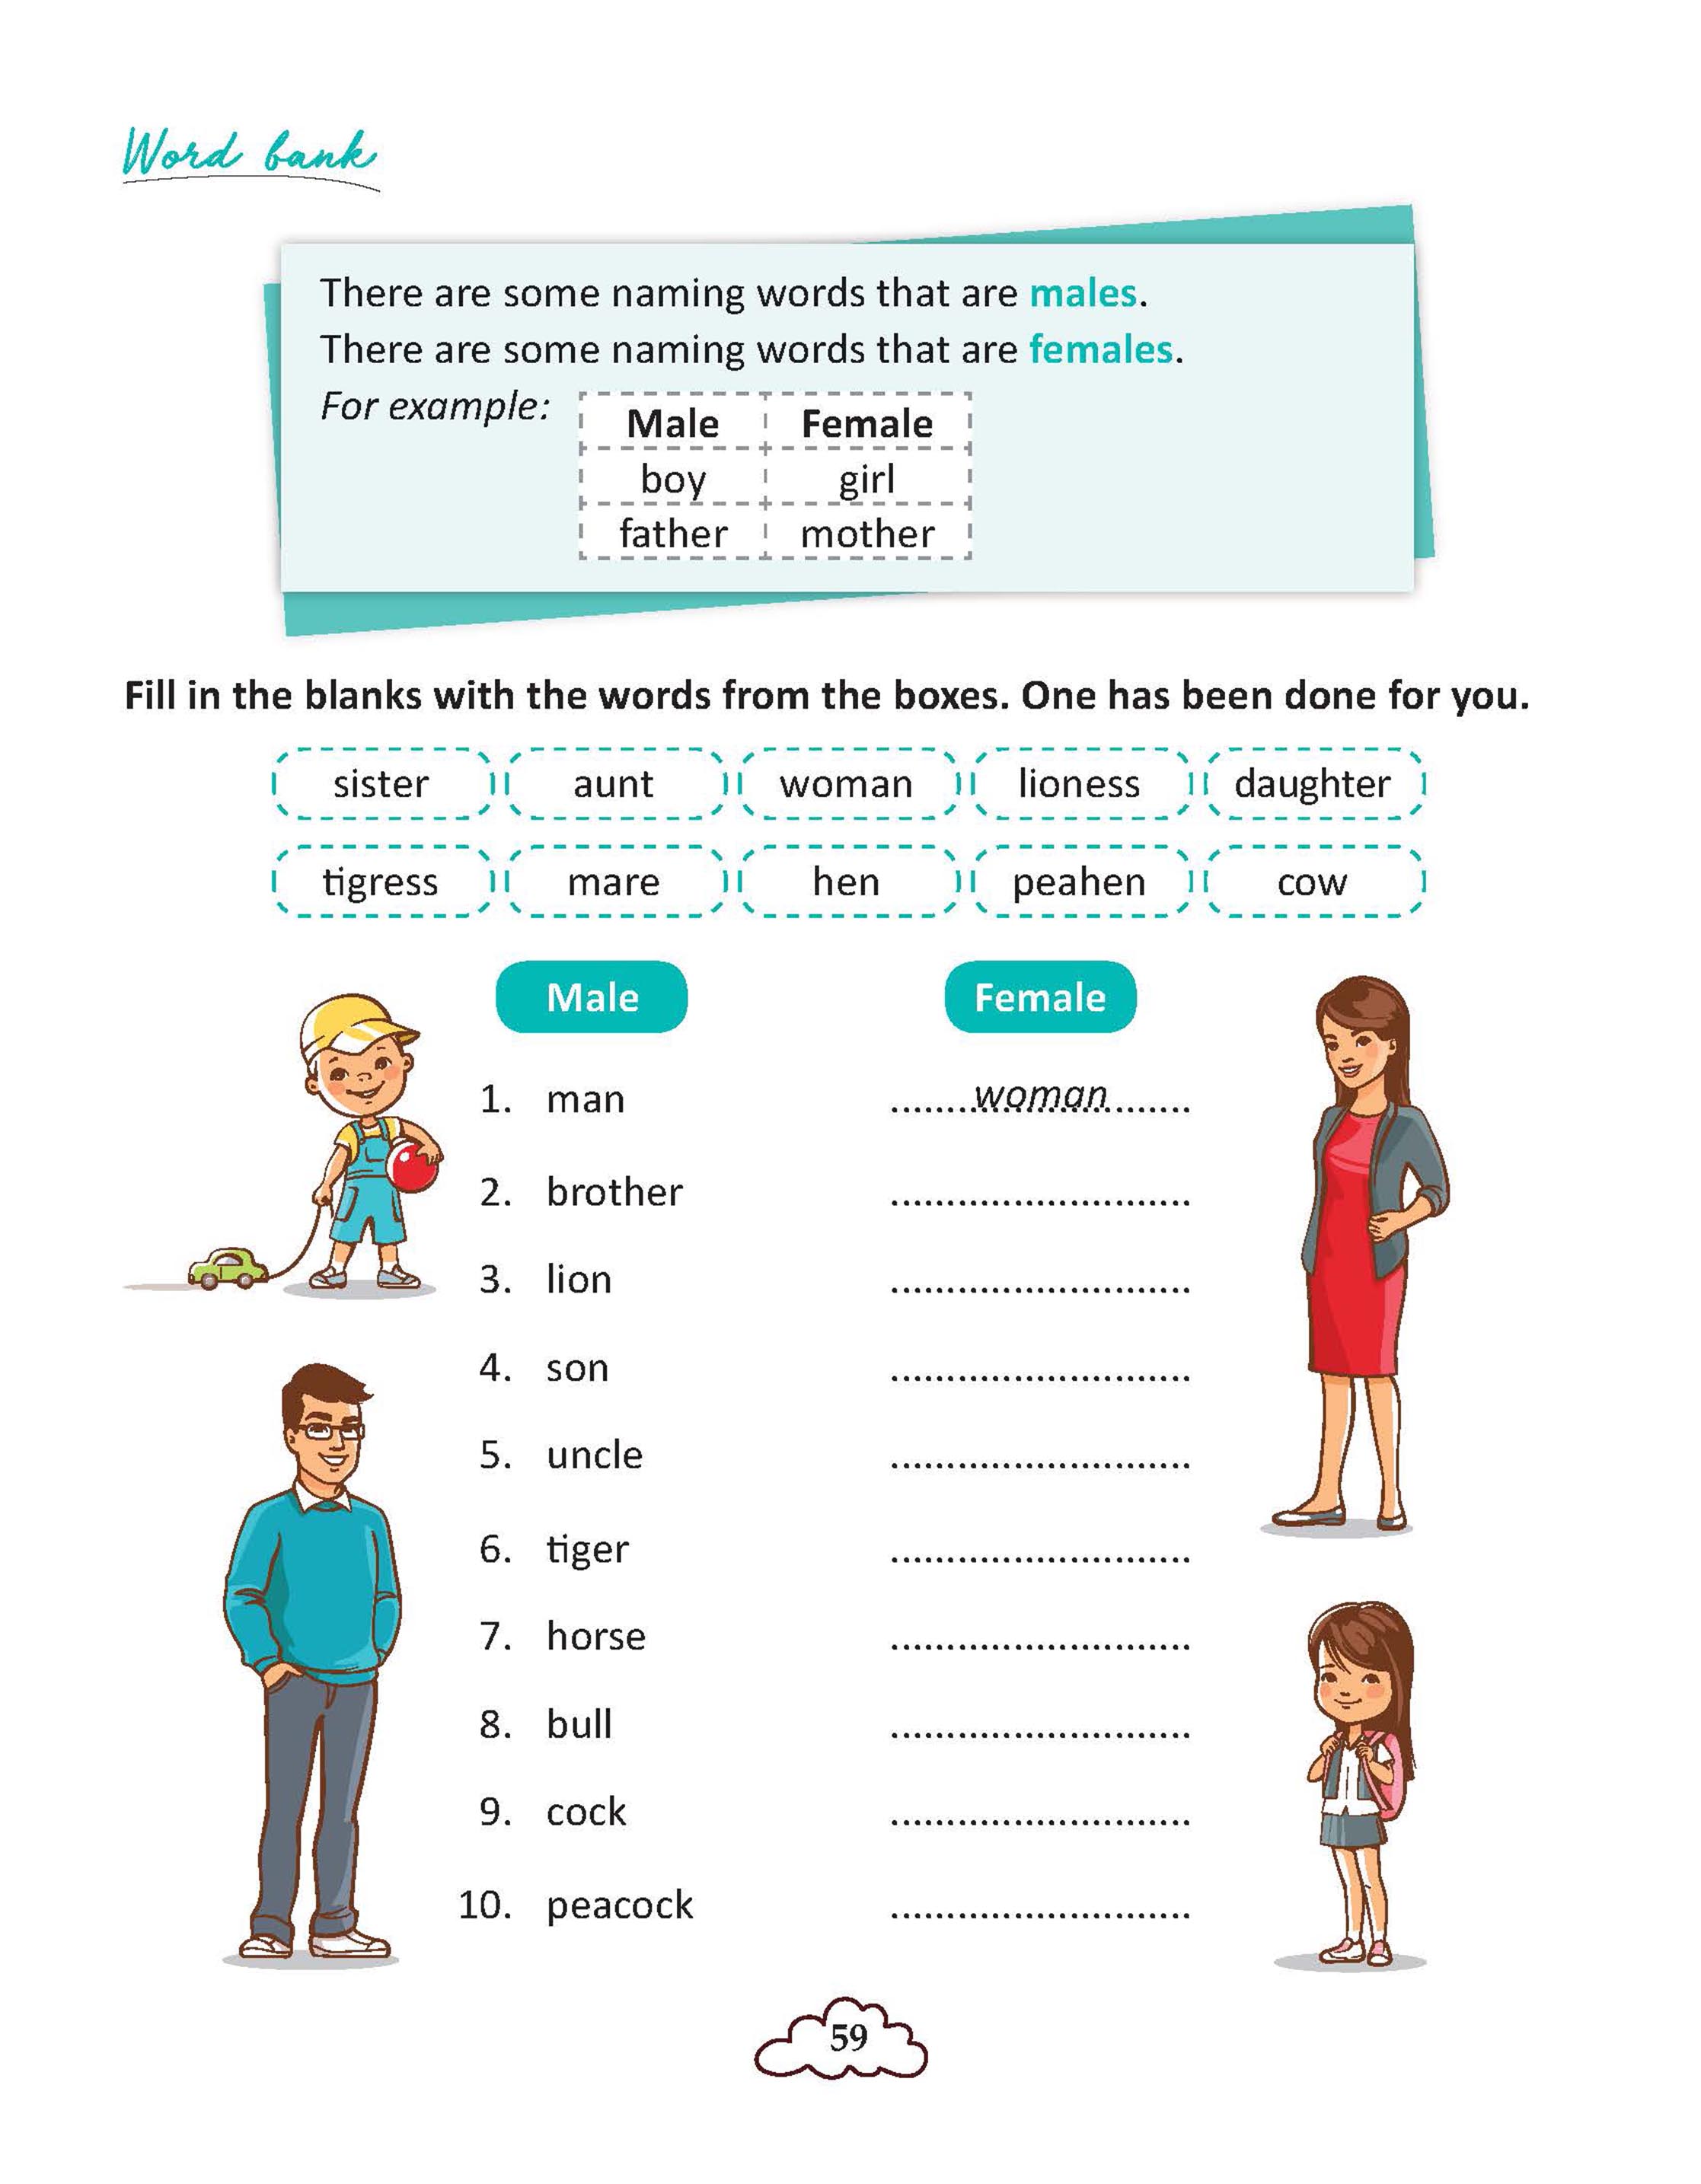 Word bank
There are some naming words that are males.
There are some naming words that are females.
For example:
Male Female
boy girl
father mother
Fill in the blanks with the words from the boxes. One has been done for you.
sister aunt woman lioness daughter
tigress mare hen peahen cow
Male Female
1. man .......woman.......
2. brother ...........................
3. lion ...........................
4. son ...........................
5. uncle ...........................
6. tiger ...........................
7. horse ...........................
8. bull ...........................
9. cock ...........................
10. peacock ...........................
59